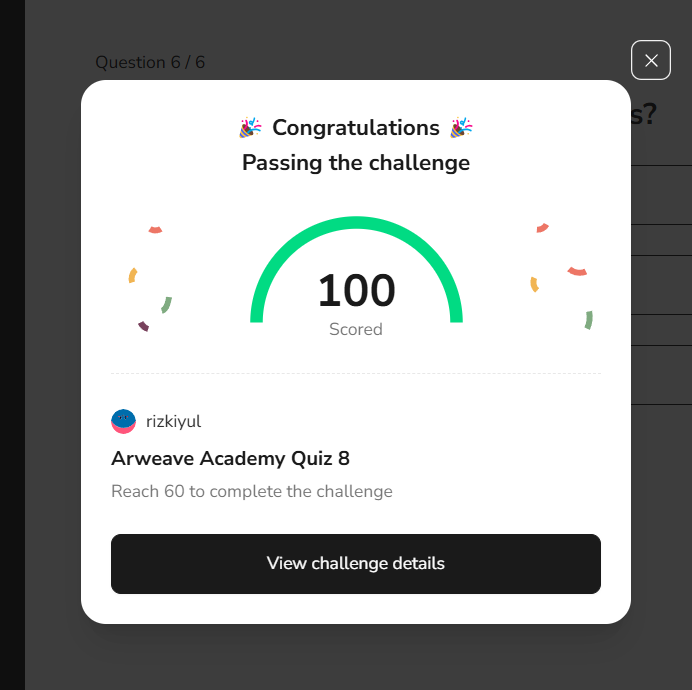 Question 6 / 6
s?
Congratulations
Passing the challenge
100
Scored
rizkiyul
Arweave Academy Quiz 8
Reach 60 to complete the challenge
View challenge details